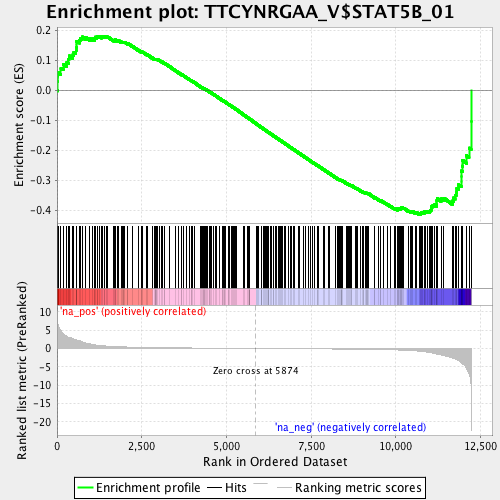 Enrichment plot: TTCYNRGAA_V$STAT5B_01
Enrichment score (ES)
0.2
0.1
0.0
-0.1
-0.2
-0.3
-0.4
Ranked list metric (PreRanked)
10
5
0
-5
-10
-15
-20
'na_pos' (positively correlated)
Zero cross at 5874
'na_neg' (negatively correlated)
0
2,500
5,000
7,500
10,000
12,500
Rank in Ordered Dataset
Enrichment profile
Hits
Ranking metric scores